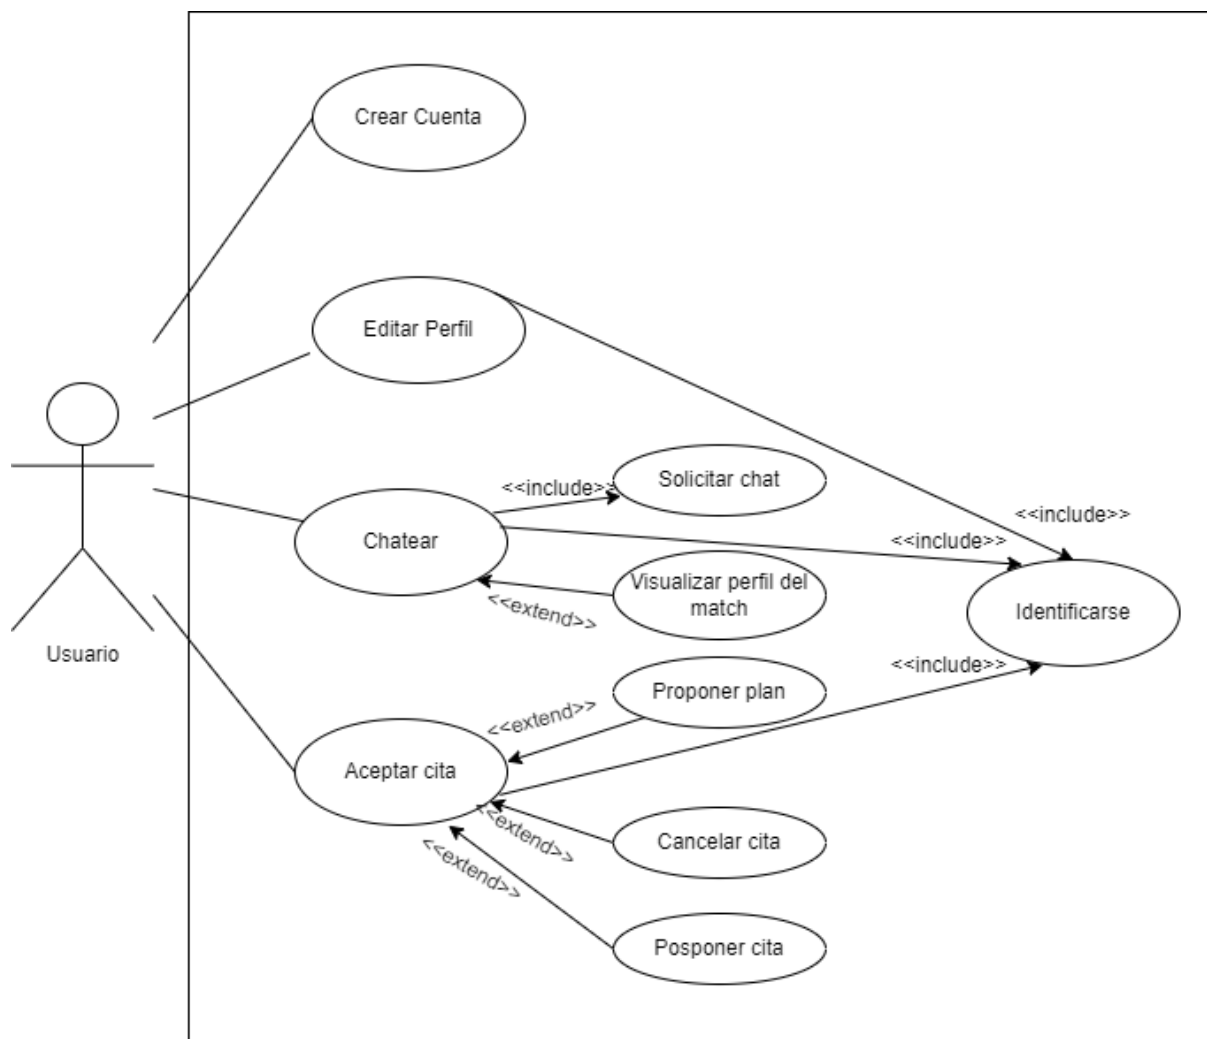 Crear Cuenta
Editar Perfil
Solicitar chat
<<include>>
<<include>>
<<include>>
Chatear
Visualizar perfil del
match
<<extend>>
Identificarse
Usuario
<<include>>
Proponer plan
<<extend>>
Aceptar cita
<<extend>>
Cancelar cita
<<extend>>
Posponer cita